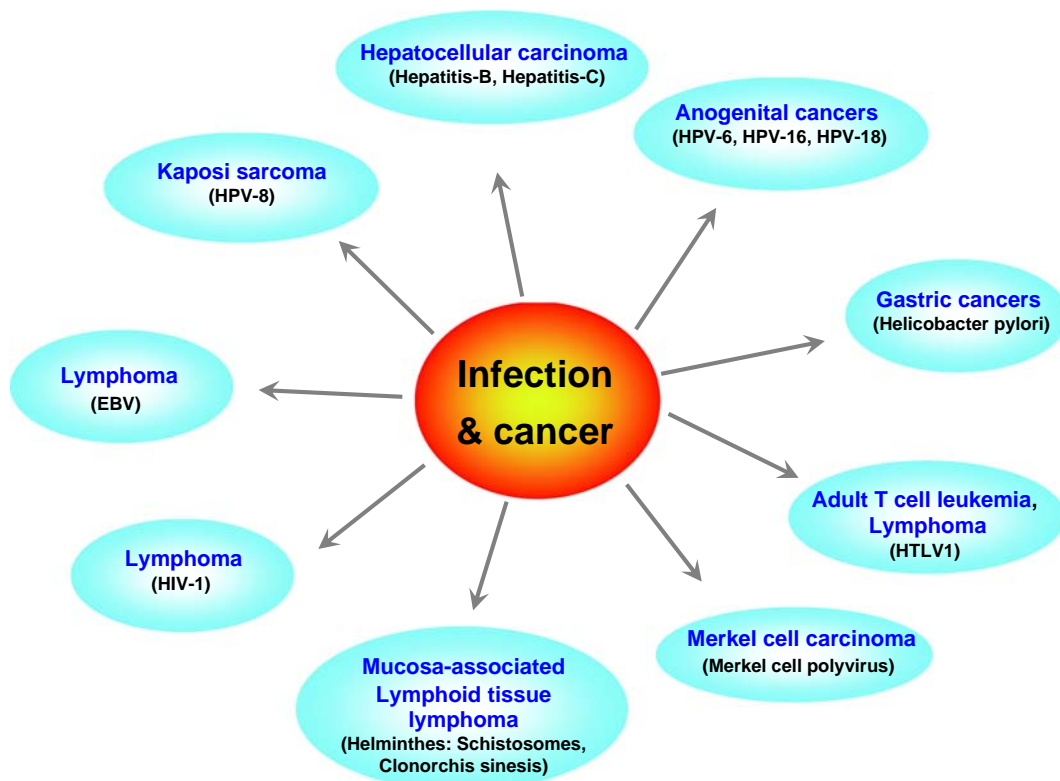 Hepatocellular carcinoma
(Hepatitis-B, Hepatitis-C)
Anogenital cancers
(HPV-6, HPV-16, HPV-18)
Kaposi sarcoma
(HPV-8)
Gastric cancers
(Helicobacter pylori)
Infection
& cancer
Lymphoma
(EBV)
Adult T cell leukemia,
Lymphoma
(HTLV1)
Lymphoma
(HIV-1)
Merkel cell carcinoma
(Merkel cell polyvirus)
Mucosa-associated
Lymphoid tissue
lymphoma
(Helminthes: Schistosomes,
Clonorchis sinesis)